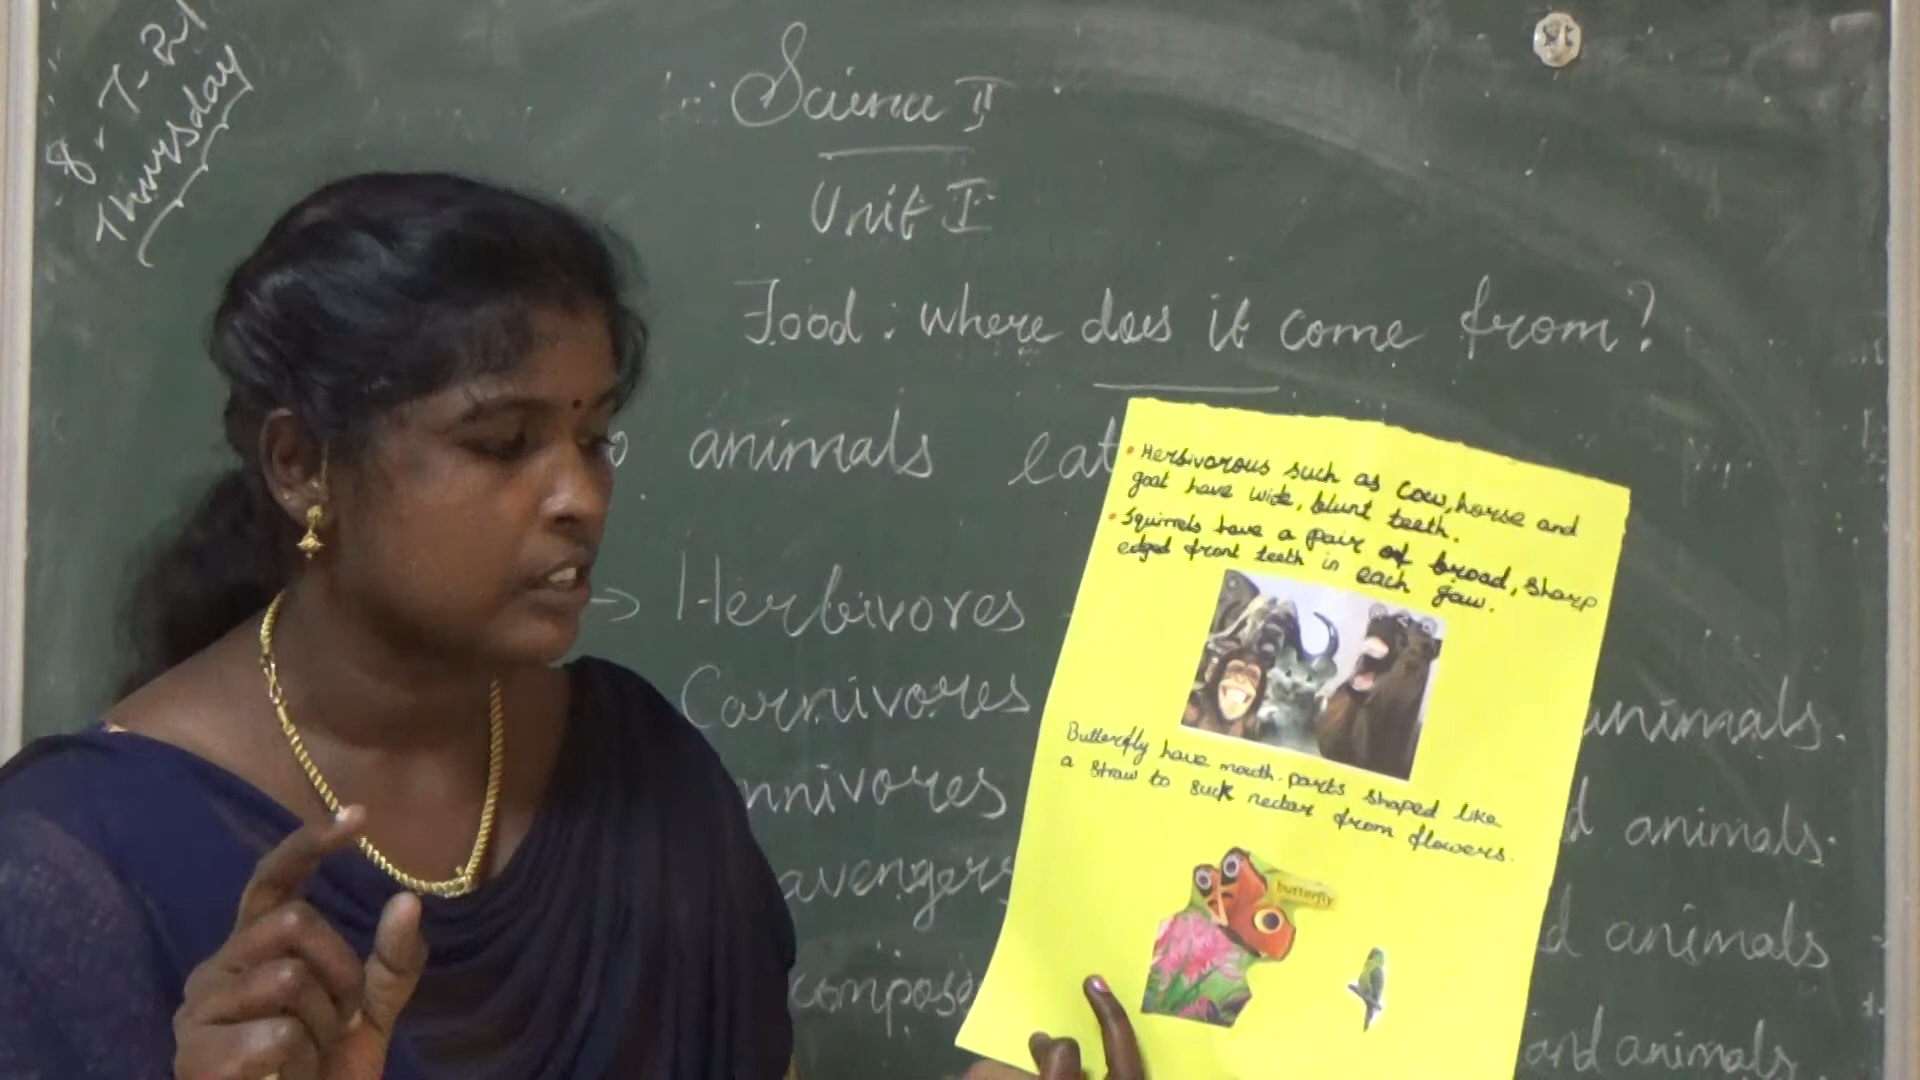 8-7-21
Thursday
Science II
Unit I
Food : where does it come from?
animals eat
→ Herbivores
Carnivores
animals.
mnivores
d animals.
avengers
d animals
compos
and animals.
• Herbivorous such as cow, horse and
goat have wide, blunt teeth.
• Squirrels have a pair of broad, sharp
edged front teeth in each jaw.
Butterfly have mouth-parts shaped like
a straw to suck nectar from flowers.
butterfly